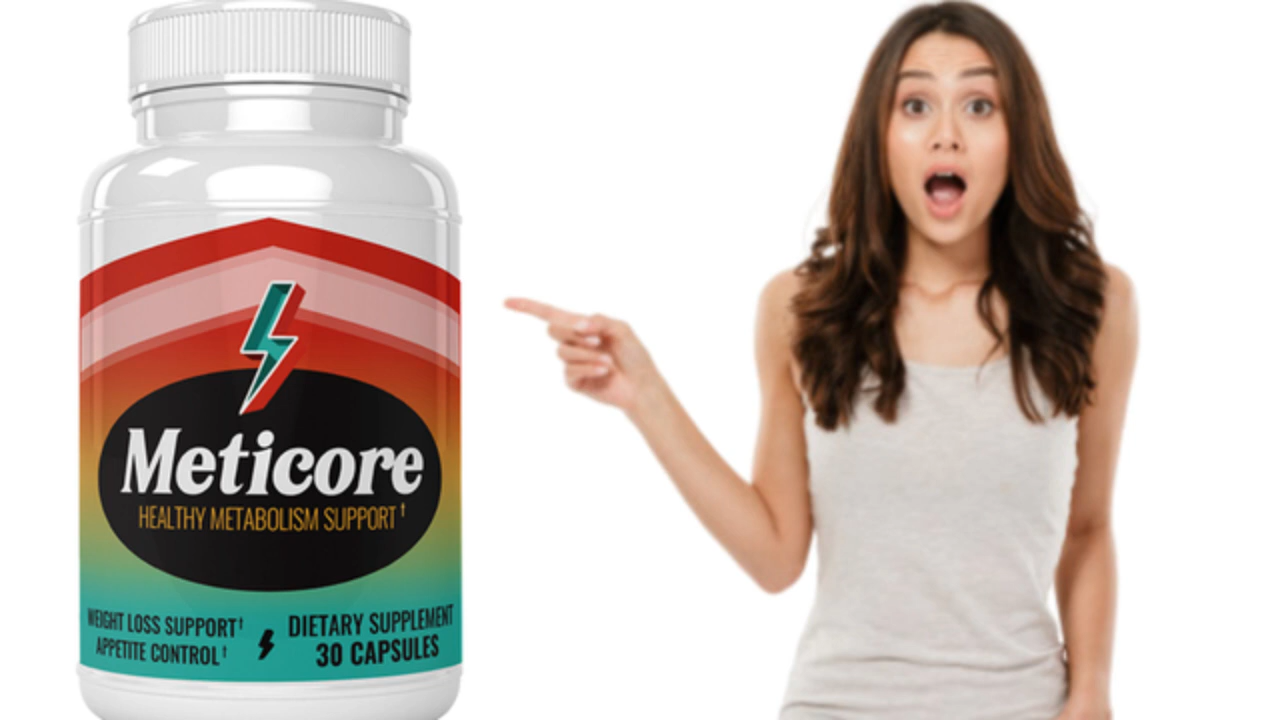 Meticore
HEALTHY METABOLISM SUPPORT†
WEIGHT LOSS SUPPORT†
APPETITE CONTROL†
DIETARY SUPPLEMENT
30 CAPSULES